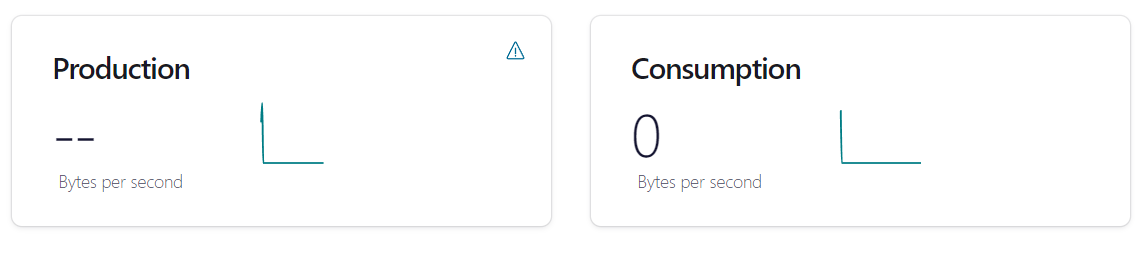 Production
--
Bytes per second
Consumption
0
Bytes per second